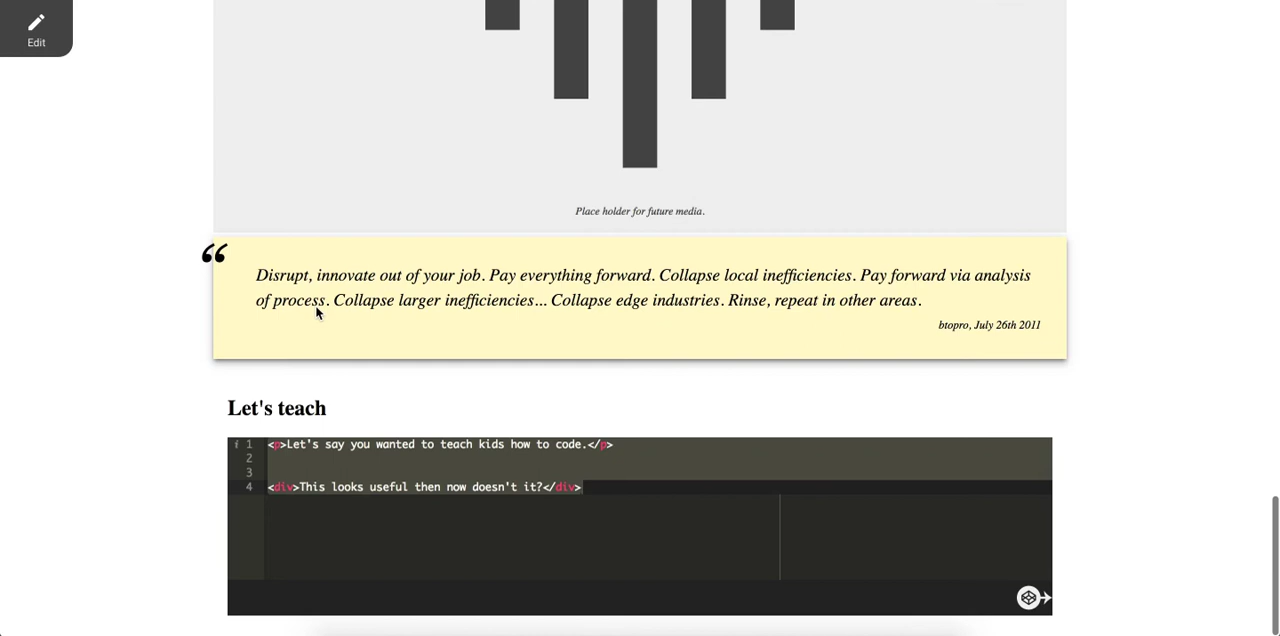 Edit
Place holder for future media.
“
Disrupt, innovate out of your job. Pay everything forward. Collapse local inefficiencies. Pay forward via analysis
of process. Collapse larger inefficiencies... Collapse edge industries. Rinse, repeat in other areas.
btopro, July 26th 2011
Let's teach
i 1 <p>Let's say you wanted to teach kids how to code.</p>
2
3
4 <div>This looks useful then now doesn't it?</div>